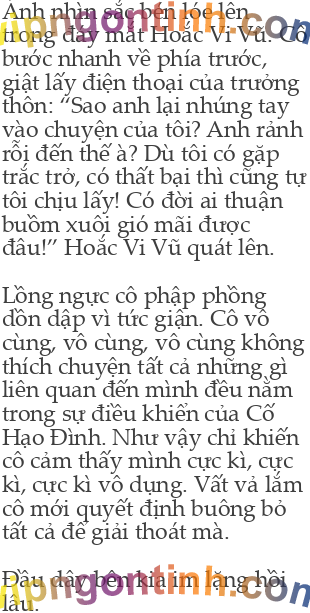 Ánh nhìn sắc bén lóe lên
trong đáy mắt Hoắc Vi Vũ. Cô
bước nhanh về phía trước,
giật lấy điện thoại của trưởng
thôn: “Sao anh lại nhúng tay
vào chuyện của tôi? Anh rảnh
rỗi đến thế à? Dù tôi có gặp
trắc trở, có thất bại thì cũng tự
tôi chịu lấy! Có đời ai thuận
buồm xuôi gió mãi được
đâu!” Hoắc Vi Vũ quát lên.
Lồng ngực cô phập phồng
dồn dập vì tức giận. Cô vô
cùng, vô cùng, vô cùng không
thích chuyện tất cả những gì
liên quan đến mình đều nằm
trong sự điều khiển của Cố
Hạo Đình. Như vậy chỉ khiến
cô cảm thấy mình cực kì, cực
kì, cực kì vô dụng. Vất vả lắm
cô mới quyết định buông bỏ
tất cả để giải thoát mà.
Đầu dây bên kia im lặng hồi
lâu.
vipngontinh.com
vipngontinh.com